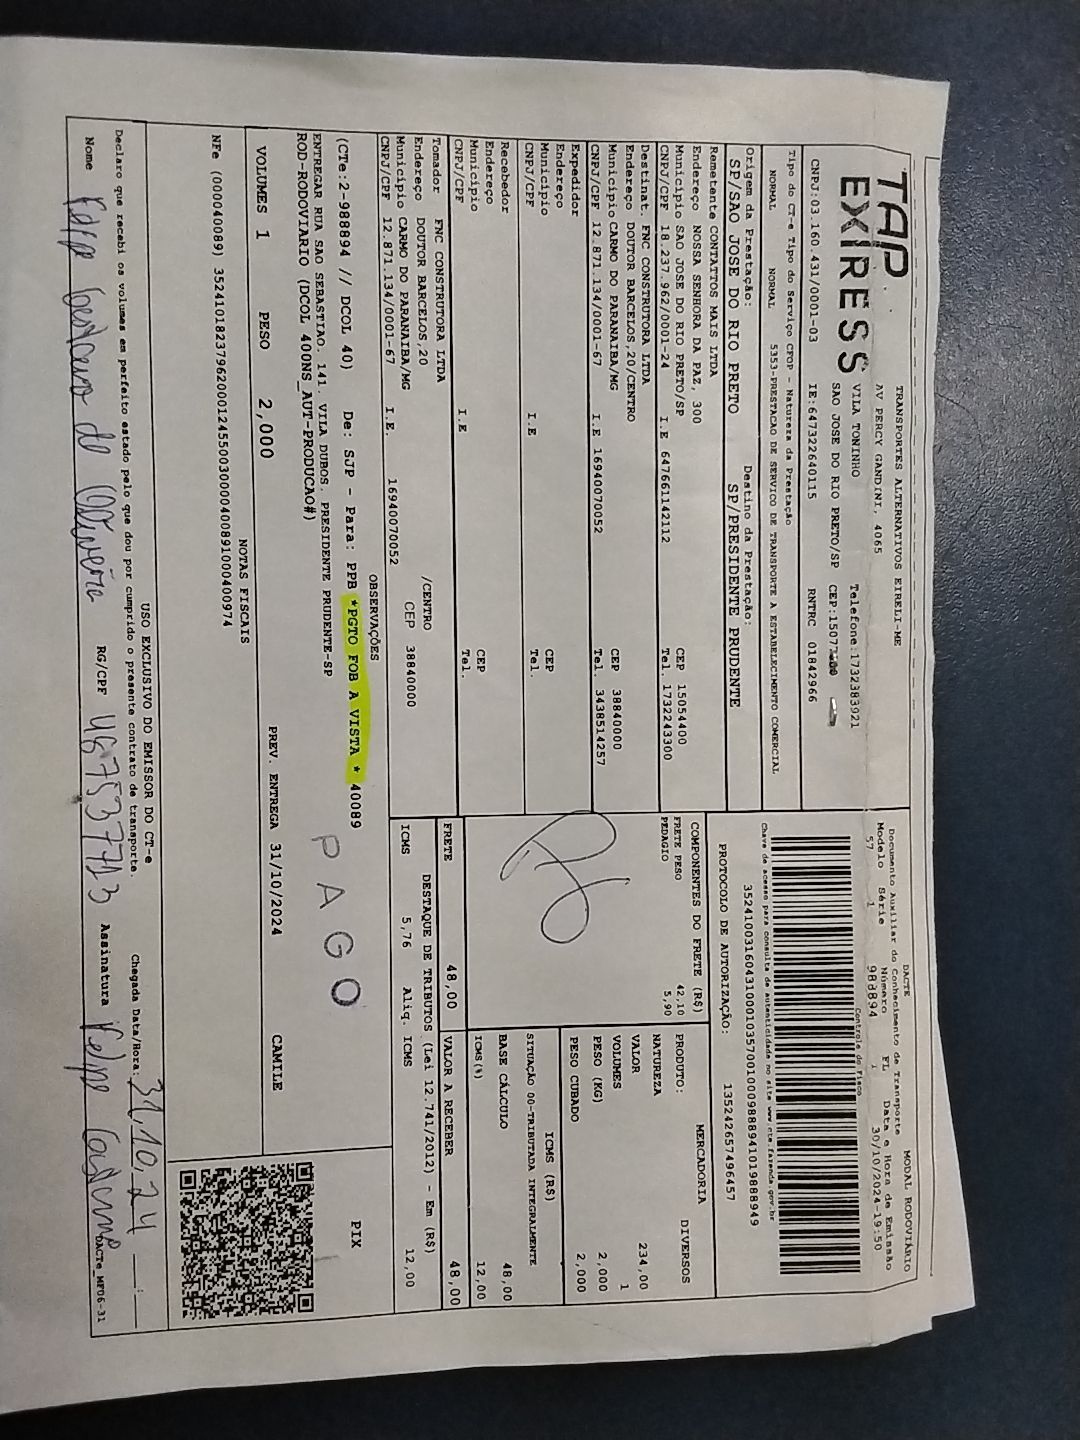 TAP EXPRESS
TRANSPORTES ALTERNATIVOS EIRELI-ME
AV PERCY GANDINI, 4065
VILA TONINHO Telefone:1732383921
SAO JOSE DO RIO PRETO/SP
CNPJ:03.160.431/0001-03 IE:647322640115 RNTRC 01842966
Tipo do CT-e Tipo do Serviço CFOP - Natureza da Prestação
NORMAL NORMAL 5353-PRESTACAO DE SERVICO DE TRANSPORTE A ESTABELECIMENTO COMERCIAL
Origem da Prestação: Destino da Prestação:
SP/SAO JOSE DO RIO PRETO SP/PRESIDENTE PRUDENTE
Remetente CONTATTOS MAIS LTDA
Endereço NOSSA SENHORA DA PAZ, 300
Município SAO JOSE DO RIO PRETO/SP CEP 15054400
CNPJ/CPF 18.237.962/0001-24 I.E 647661142112 Tel. 1732243300
Destinat. FNC CONSTRUTORA LTDA
Endereço DOUTOR BARCELOS,20/CENTRO
Município CARMO DO PARANAIBA/MG CEP 38840000
CNPJ/CPF 12.871.134/0001-67 I.E 16940070052 Tel. 3438514257
Expedidor
Endereço
Município CEP
CNPJ/CPF I.E Tel.
Recebedor
Endereço
Município CEP
CNPJ/CPF I.E Tel.
Tomador FNC CONSTRUTORA LTDA
Endereço DOUTOR BARCELOS,20 /CENTRO
Município CARMO DO PARANAIBA/MG CEP 38840000
CNPJ/CPF 12.871.134/0001-67 I.E. 16940070052
DACTE MODAL RODOVIÁRIO
Documento Auxiliar do Conhecimento de Transporte
Modelo Série Número FL Data e Hora de Emissão
57 1 988894 1 30/10/2024-19:50
Controle do Fisco
Chave de acesso para consulta de autenticidade no site www.cte.fazenda.gov.br
PROTOCOLO DE AUTORIZAÇÃO: 135242657496457
COMPONENTES DO FRETE (R$)
FRETE PESO 42,10
PEDAGIO 5,90
MERCADORIA
PRODUTO: DIVERSOS
NATUREZA
VALOR 234,00
VOLUMES 1
PESO (KG) 2,000
PESO CUBADO 2,000
ICMS (R$)
SITUAÇÃO 00-TRIBUTADA INTEGRALMENTE
BASE CÁLCULO 48,00
ICMS(%) 12,00
FRETE 48,00 VALOR A RECEBER 48,00
DESTAQUE DE TRIBUTOS (Lei 12.741/2012) - Em (R$)
ICMS 5,76 Aliq. ICMS 12,00
OBSERVAÇÕES
(CTe:2-988894 // DCOL 40) De: SJP - Para: PPB *PGTO FOB A VISTA * 40089
ENTREGAR RUA SAO SEBASTIAO, 141, VILA DUBOS, PRESIDENTE PRUDENTE-SP
ROD-RODOVIARIO (DCOL 400NS_AUT-PRODUCAO#)
PAGO
PIX
VOLUMES 1 PESO 2,000 PREV. ENTREGA 31/10/2024 CAMILE
NOTAS FISCAIS
NFe (000040089)
USO EXCLUSIVO DO EMISSOR DO CT-e
Declaro que recebi os volumes em perfeito estado pelo que dou por cumprido o presente contrato de transporte. Chegada Data/Hora: 31,10,24 __:__
Nome Felipe de Oliveira RG/CPF 467537713 Assinatura Felipe
DACTe_MFD6-31